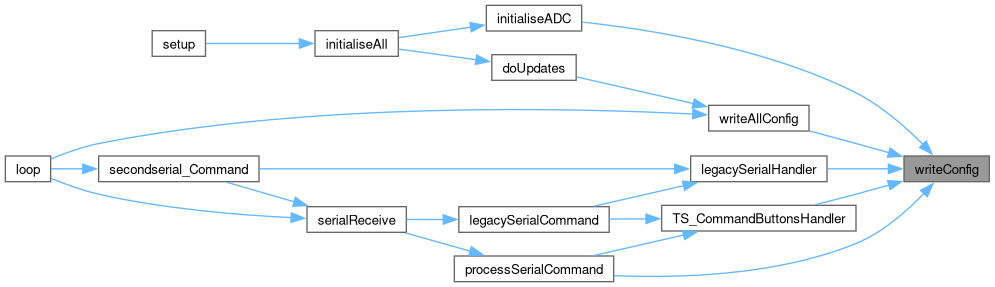 initialiseADC
setup
initialiseAll
doUpdates
writeAllConfig
loop
secondserial_Command
legacySerialHandler
writeConfig
serialReceive
legacySerialCommand
TS_CommandButtonsHandler
processSerialCommand